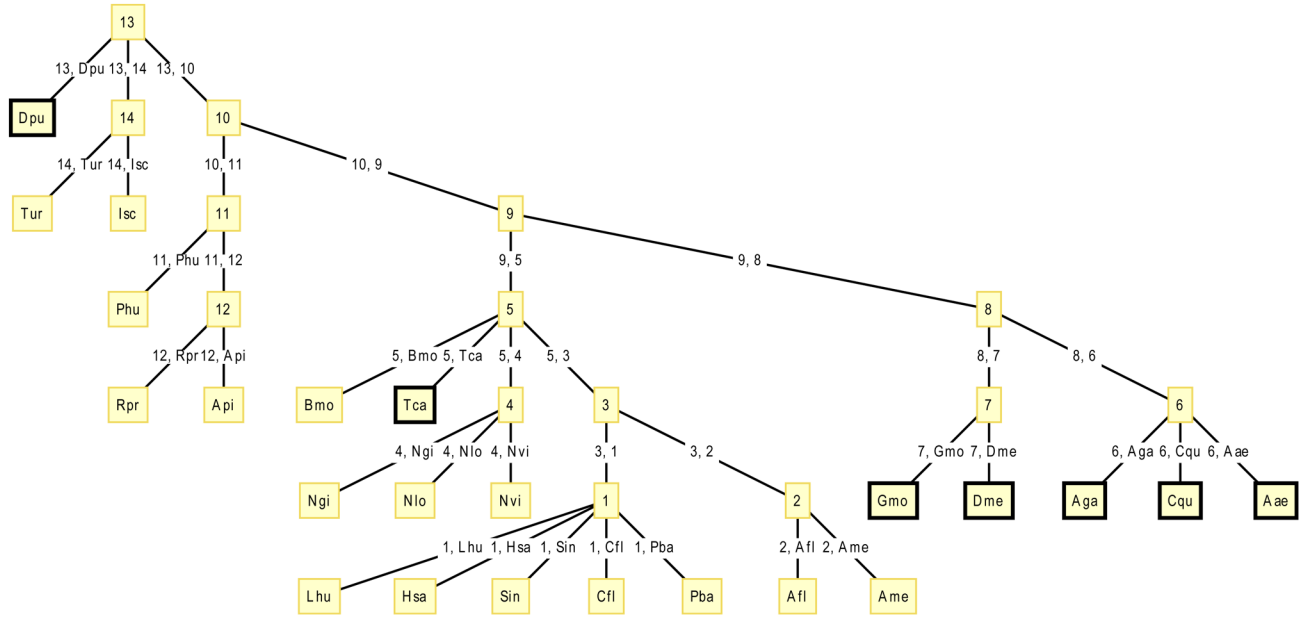 13
13, Dpu 13, 14 13, 10
Dpu 14 10
14, Tur 14, Isc 10, 11 10, 9
Tur Isc 11 9
11, Phu 11, 12 9, 5 9, 8
Phu 12 5 8
12, Rpr 12, Api 5, Bmo 5, Tca 5, 4 5, 3 8, 7 8, 6
Rpr Api Bmo Tca 4 3 7 6
4, Ngi 4, Nlo 4, Nvi 3, 1 3, 2 7, Gmo 7, Dme 6, Aga 6, Cqu 6, Aae
Ngi Nlo Nvi 1 2 Gmo Dme Aga Cqu Aae
1, Lhu 1, Hsa 1, Sin 1, Cfl 1, Pba 2, Afl 2, Ame
Lhu Hsa Sin Cfl Pba Afl Ame